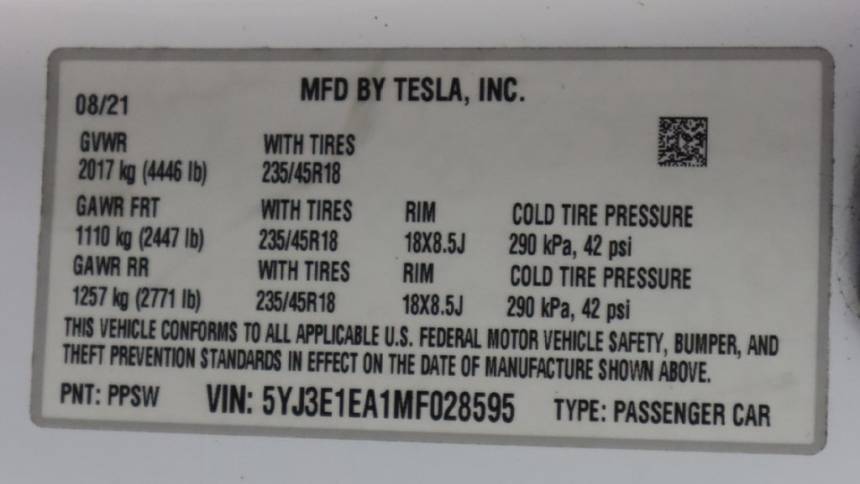 MFD BY TESLA, INC.
08/21
GVWR WITH TIRES
2017 kg (4446 lb) 235/45R18
GAWR FRT WITH TIRES RIM COLD TIRE PRESSURE
1110 kg (2447 lb) 235/45R18 18X8.5J 290 kPa, 42 psi
GAWR RR WITH TIRES RIM COLD TIRE PRESSURE
1257 kg (2771 lb) 235/45R18 18X8.5J 290 kPa, 42 psi
THIS VEHICLE CONFORMS TO ALL APPLICABLE U.S. FEDERAL MOTOR VEHICLE SAFETY, BUMPER, AND
THEFT PREVENTION STANDARDS IN EFFECT ON THE DATE OF MANUFACTURE SHOWN ABOVE.
PNT: PPSW VIN: 5YJ3E1EA1MF028595 TYPE: PASSENGER CAR